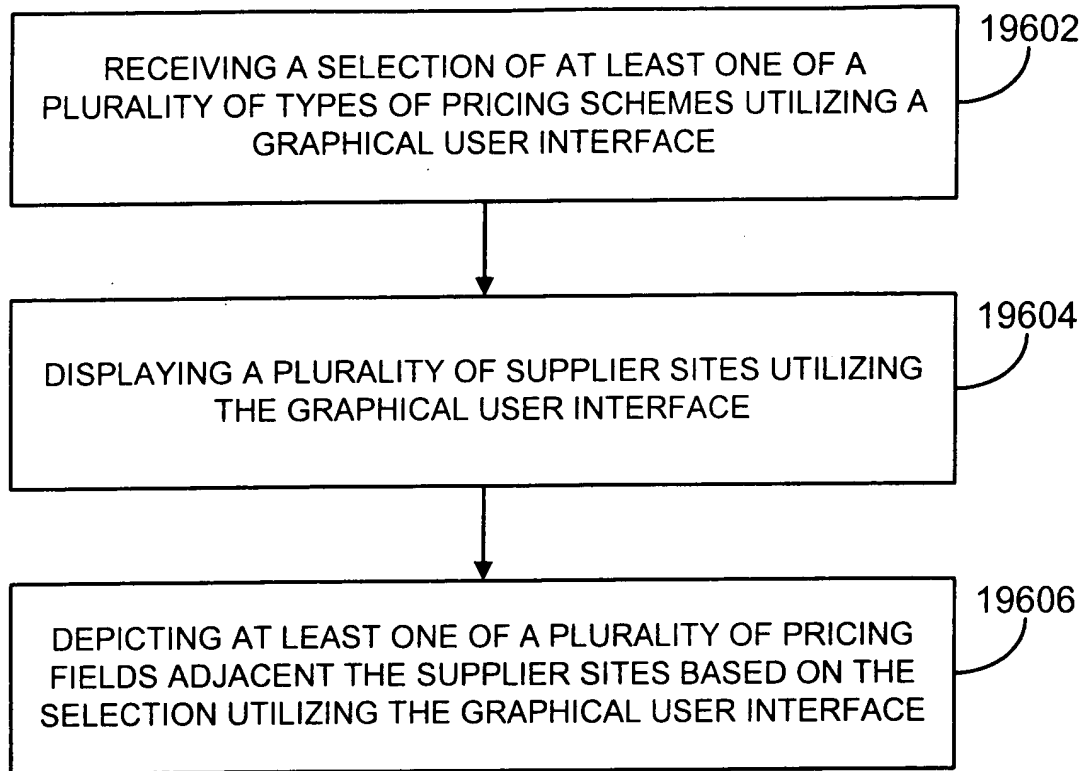 19602
RECEIVING A SELECTION OF AT LEAST ONE OF A
PLURALITY OF TYPES OF PRICING SCHEMES UTILIZING A
GRAPHICAL USER INTERFACE
19604
DISPLAYING A PLURALITY OF SUPPLIER SITES UTILIZING
THE GRAPHICAL USER INTERFACE
19606
DEPICTING AT LEAST ONE OF A PLURALITY OF PRICING
FIELDS ADJACENT THE SUPPLIER SITES BASED ON THE
SELECTION UTILIZING THE GRAPHICAL USER INTERFACE